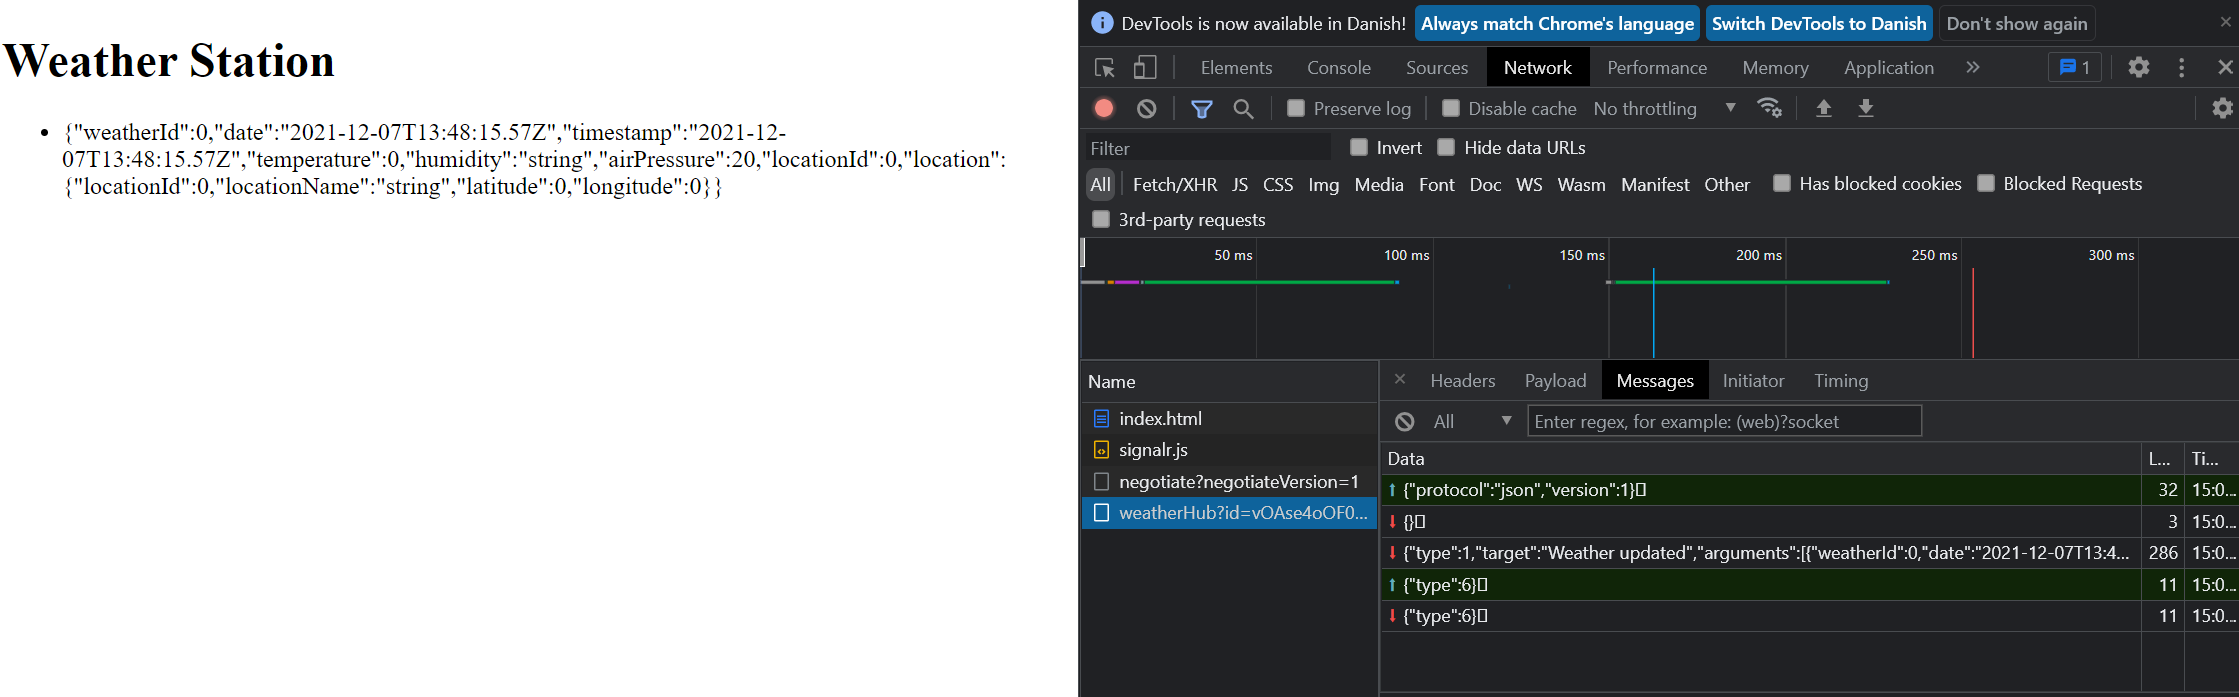 Weather Station
{"weatherId":0,"date":"2021-12-07T13:48:15.57Z","timestamp":"2021-12-
07T13:48:15.57Z","temperature":0,"humidity":"string","airPressure":20,"locationId":0,"location":
{"locationId":0,"locationName":"string","latitude":0,"longitude":0}}
DevTools is now available in Danish! Always match Chrome's language Switch DevTools to Danish Don't show again
Elements Console Sources Network Performance Memory Application 1
Preserve log Disable cache No throttling
Filter Invert Hide data URLs
All Fetch/XHR JS CSS Img Media Font Doc WS Wasm Manifest Other Has blocked cookies Blocked Requests
3rd-party requests
50 ms 100 ms 150 ms 200 ms 250 ms 300 ms
Name
index.html
signalr.js
negotiate?negotiateVersion=1
weatherHub?id=vOAse4oOF0...
Headers Payload Messages Initiator Timing
All Enter regex, for example: (web)?socket
Data L... Ti...
{"protocol":"json","version":1} 32 15:0...
{} 3 15:0...
{"type":1,"target":"Weather updated","arguments":[{"weatherId":0,"date":"2021-12-07T13:4... 286 15:0...
{"type":6} 11 15:0...
{"type":6} 11 15:0...